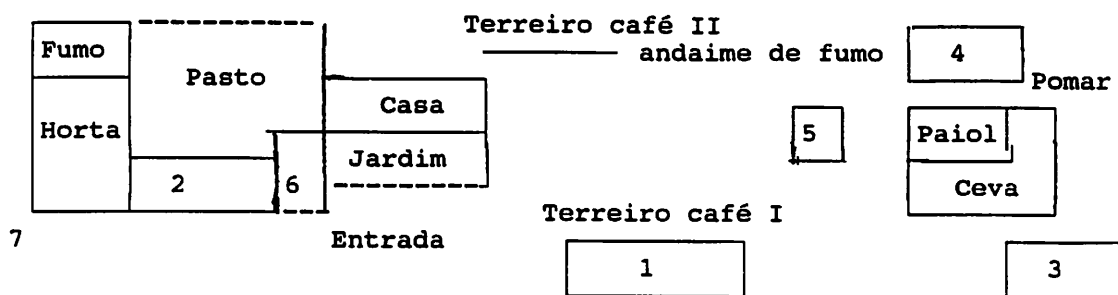 Terreiro café II
Fumo
andaime de fumo
4
Pasto
Pomar
Casa
Horta
5
Paiol
Jardim
2
6
Ceva
Terreiro café I
7
Entrada
1
3